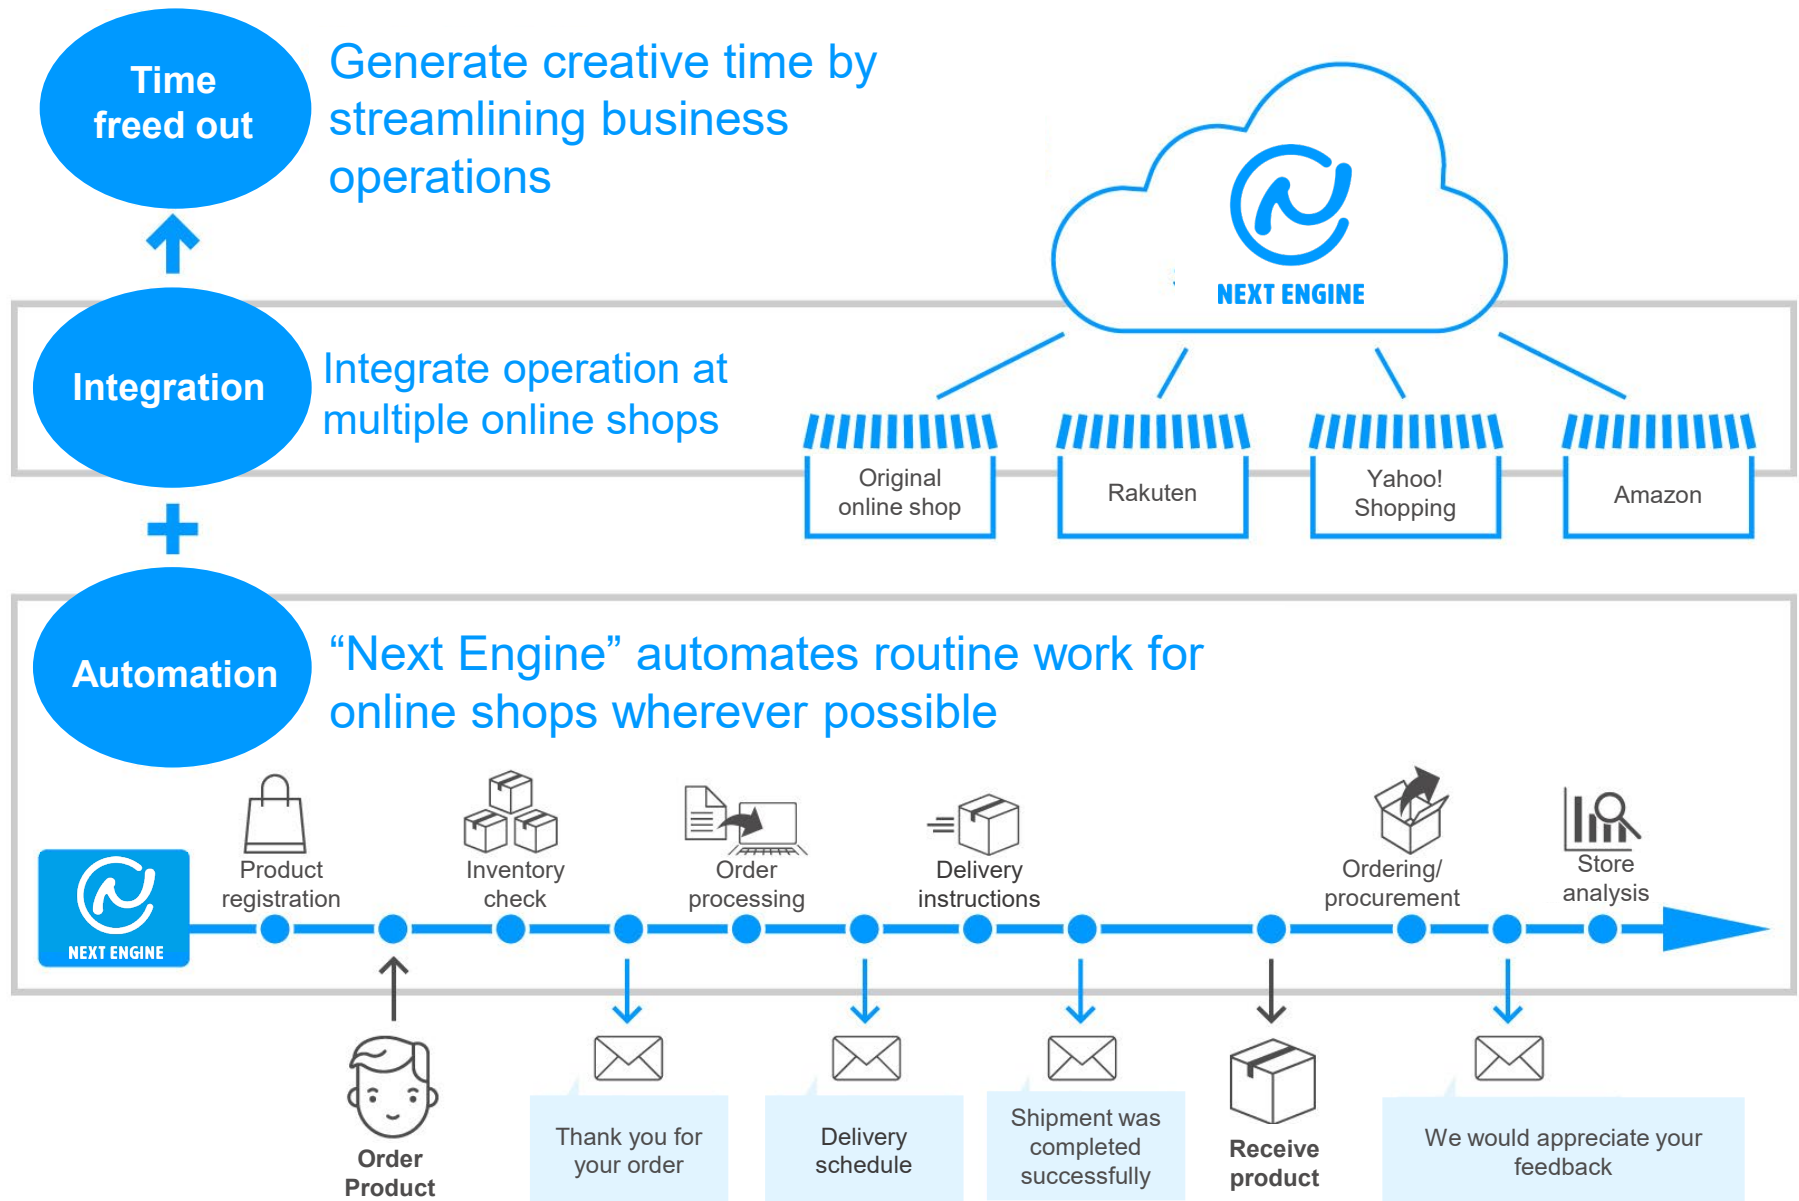 Time
freed out
Generate creative time by
streamlining business
operations
NEXT ENGINE
Integration
Integrate operation at
multiple online shops
Original
online shop
Rakuten
Yahoo!
Shopping
Amazon
Automation
“Next Engine” automates routine work for
online shops wherever possible
Product
registration
Inventory
check
Order
processing
Delivery
instructions
Ordering/
procurement
Store
analysis
NEXT ENGINE
Order
Product
Thank you for
your order
Delivery
schedule
Shipment was
completed
successfully
Receive
product
We would appreciate your
feedback